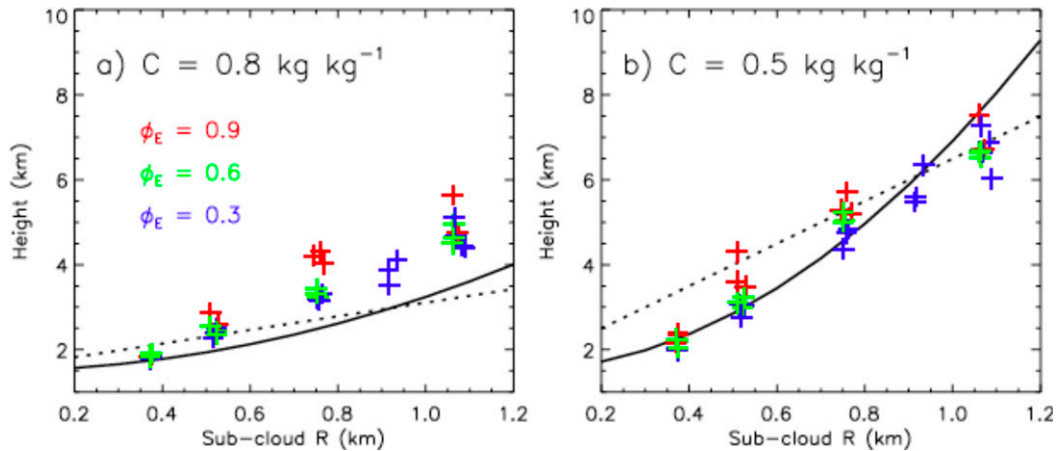 a) C = 0.8 kg kg⁻¹
ϕE = 0.9
ϕE = 0.6
ϕE = 0.3
Height (km)
10
8
6
4
2
0.2 0.4 0.6 0.8 1.0 1.2
Sub-cloud R (km)
b) C = 0.5 kg kg⁻¹
Height (km)
10
8
6
4
2
0.2 0.4 0.6 0.8 1.0 1.2
Sub-cloud R (km)